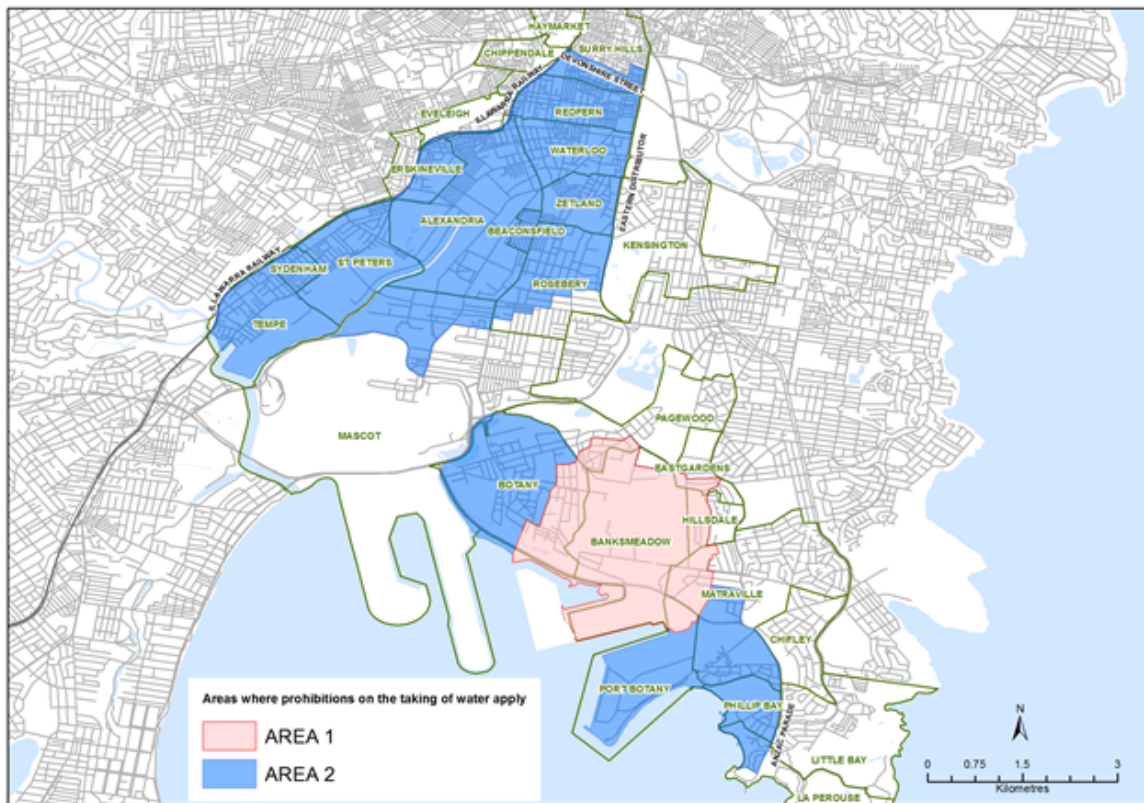 HAYMARKET
CHIPPENDALE
SURRY HILLS
DEVONSHIRE STREET
ILLAWARRA RAILWAY
EVELEIGH
REDFERN
WATERLOO
ERSKINEVILLE
EASTERN DISTRIBUTOR
ZETLAND
ALEXANDRIA
BEACONSFIELD
KENSINGTON
ILLAWARRA RAILWAY
SYDENHAM
ST PETERS
ROSEBERY
TEMPE
MASCOT
PAGEWOOD
EASTGARDENS
BOTANY
HILLSDALE
BANKSMEADOW
MATRAVILLE
CHIFLEY
PORT BOTANY
PHILLIP BAY
ANZAC PARADE
LITTLE BAY
LA PEROUSE
Areas where prohibitions on the taking of water apply
AREA 1
AREA 2
N
0 0.75 1.5 3
Kilometres